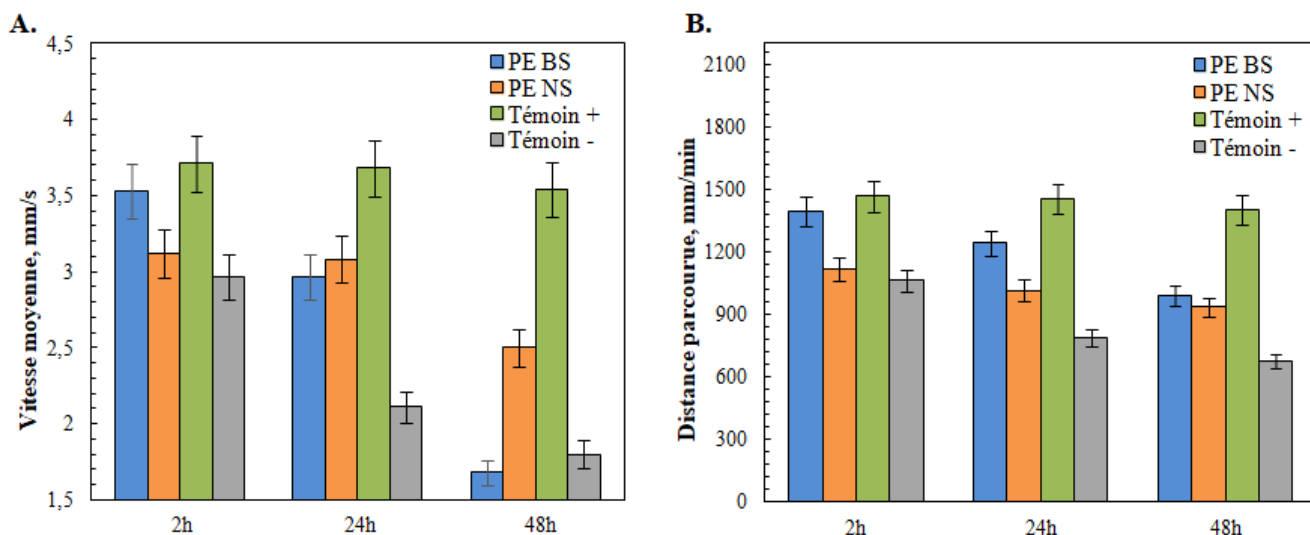 A.
Vitesse moyenne, mm/s
4,5
4
3,5
3
2,5
2
1,5
PE BS
PE NS
Témoin +
Témoin -
2h
24h
48h
B.
Distance parcourue, mm/min
2100
1800
1500
1200
900
600
300
0
PE BS
PE NS
Témoin +
Témoin -
2h
24h
48h